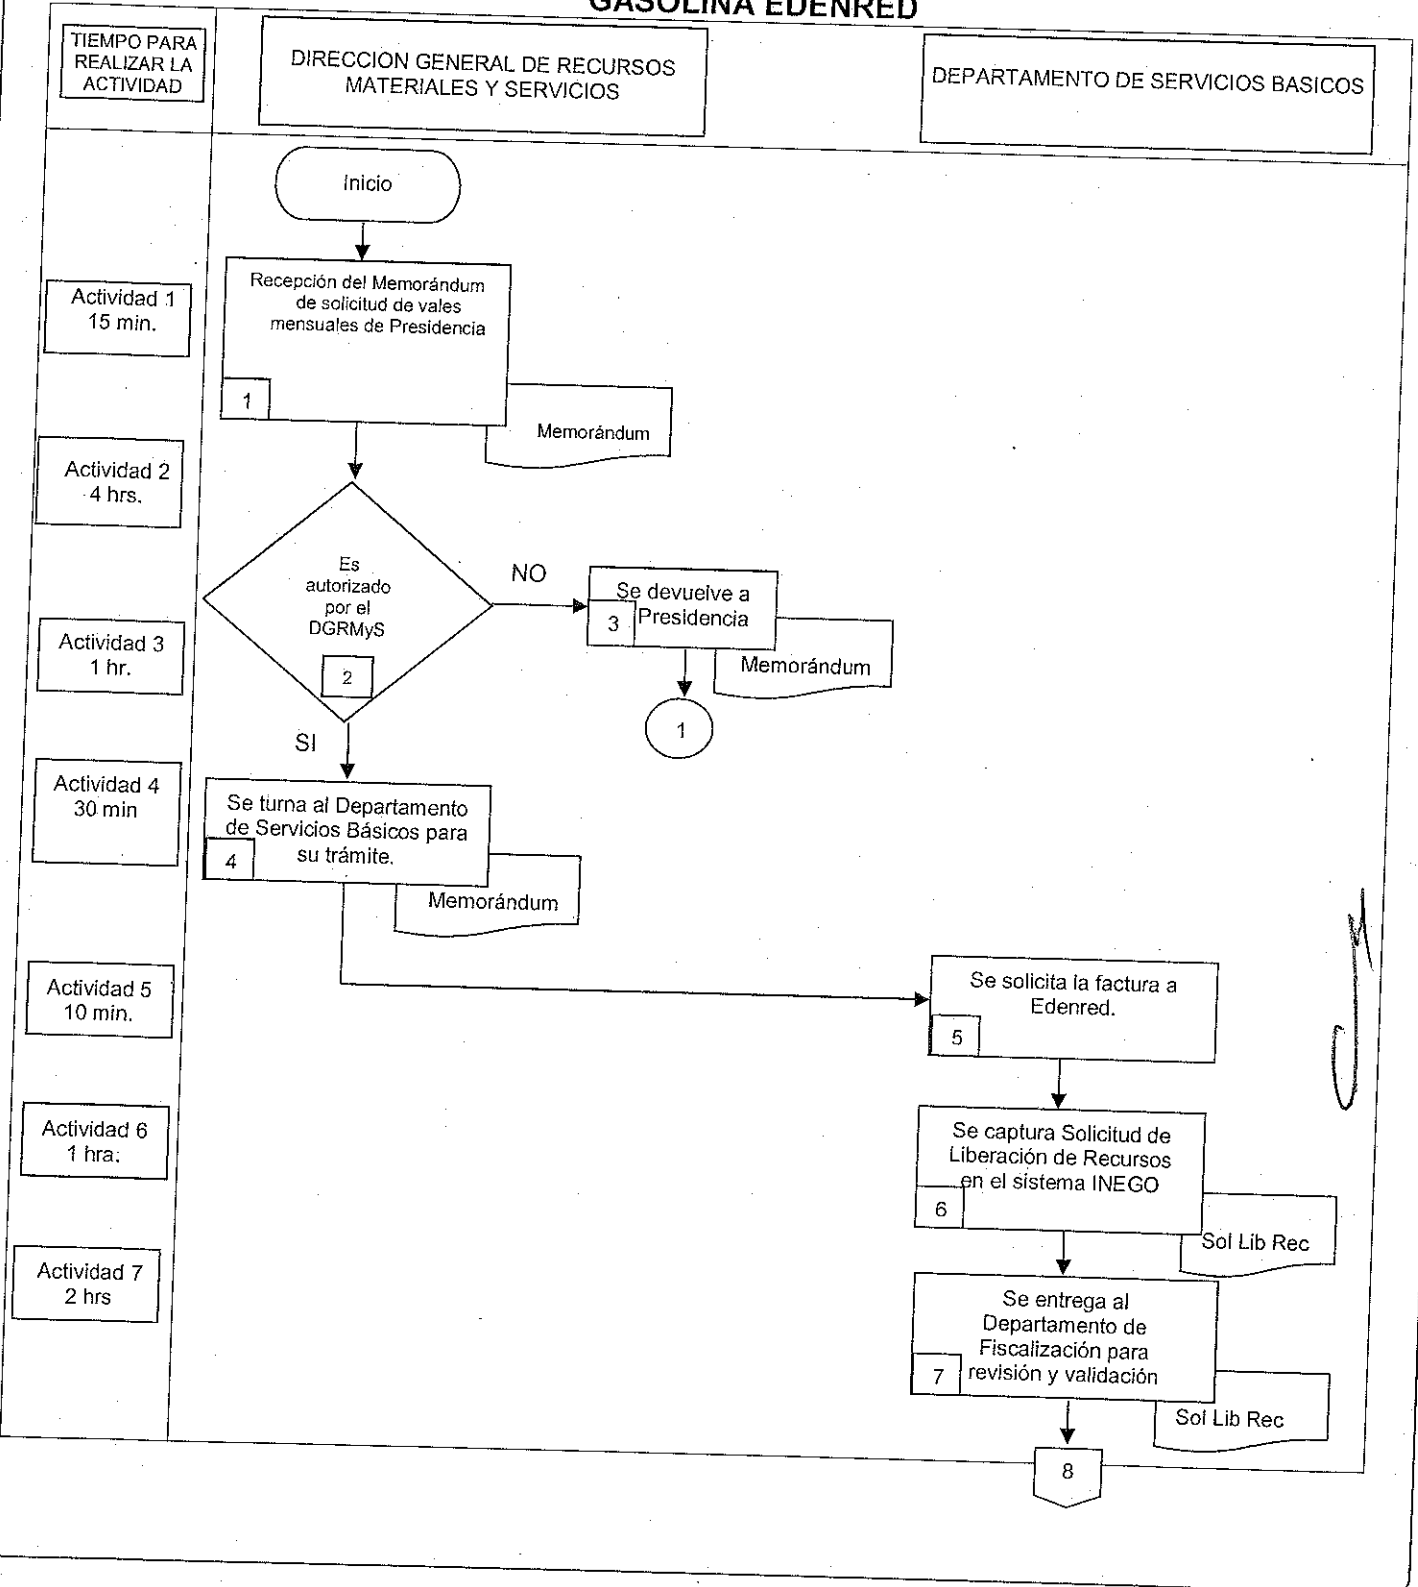 GASOLINA EDENRED
TIEMPO PARA
REALIZAR LA
ACTIVIDAD
DIRECCION GENERAL DE RECURSOS
MATERIALES Y SERVICIOS
DEPARTAMENTO DE SERVICIOS BASICOS
Inicio
Actividad 1
15 min.
Recepción del Memorándum
de solicitud de vales
mensuales de Presidencia
1
Memorándum
Actividad 2
4 hrs.
Es
autorizado
por el
DGRMyS
2
NO
Se devuelve a
Presidencia
3
Memorándum
1
Actividad 3
1 hr.
SI
Actividad 4
30 min
Se turna al Departamento
de Servicios Básicos para
su trámite.
4
Memorándum
Actividad 5
10 min.
Se solicita la factura a
Edenred.
5
Actividad 6
1 hra.
Se captura Solicitud de
Liberación de Recursos
en el sistema INEGO
6
Sol Lib Rec
Actividad 7
2 hrs
Se entrega al
Departamento de
Fiscalización para
revisión y validación
7
Sol Lib Rec
8